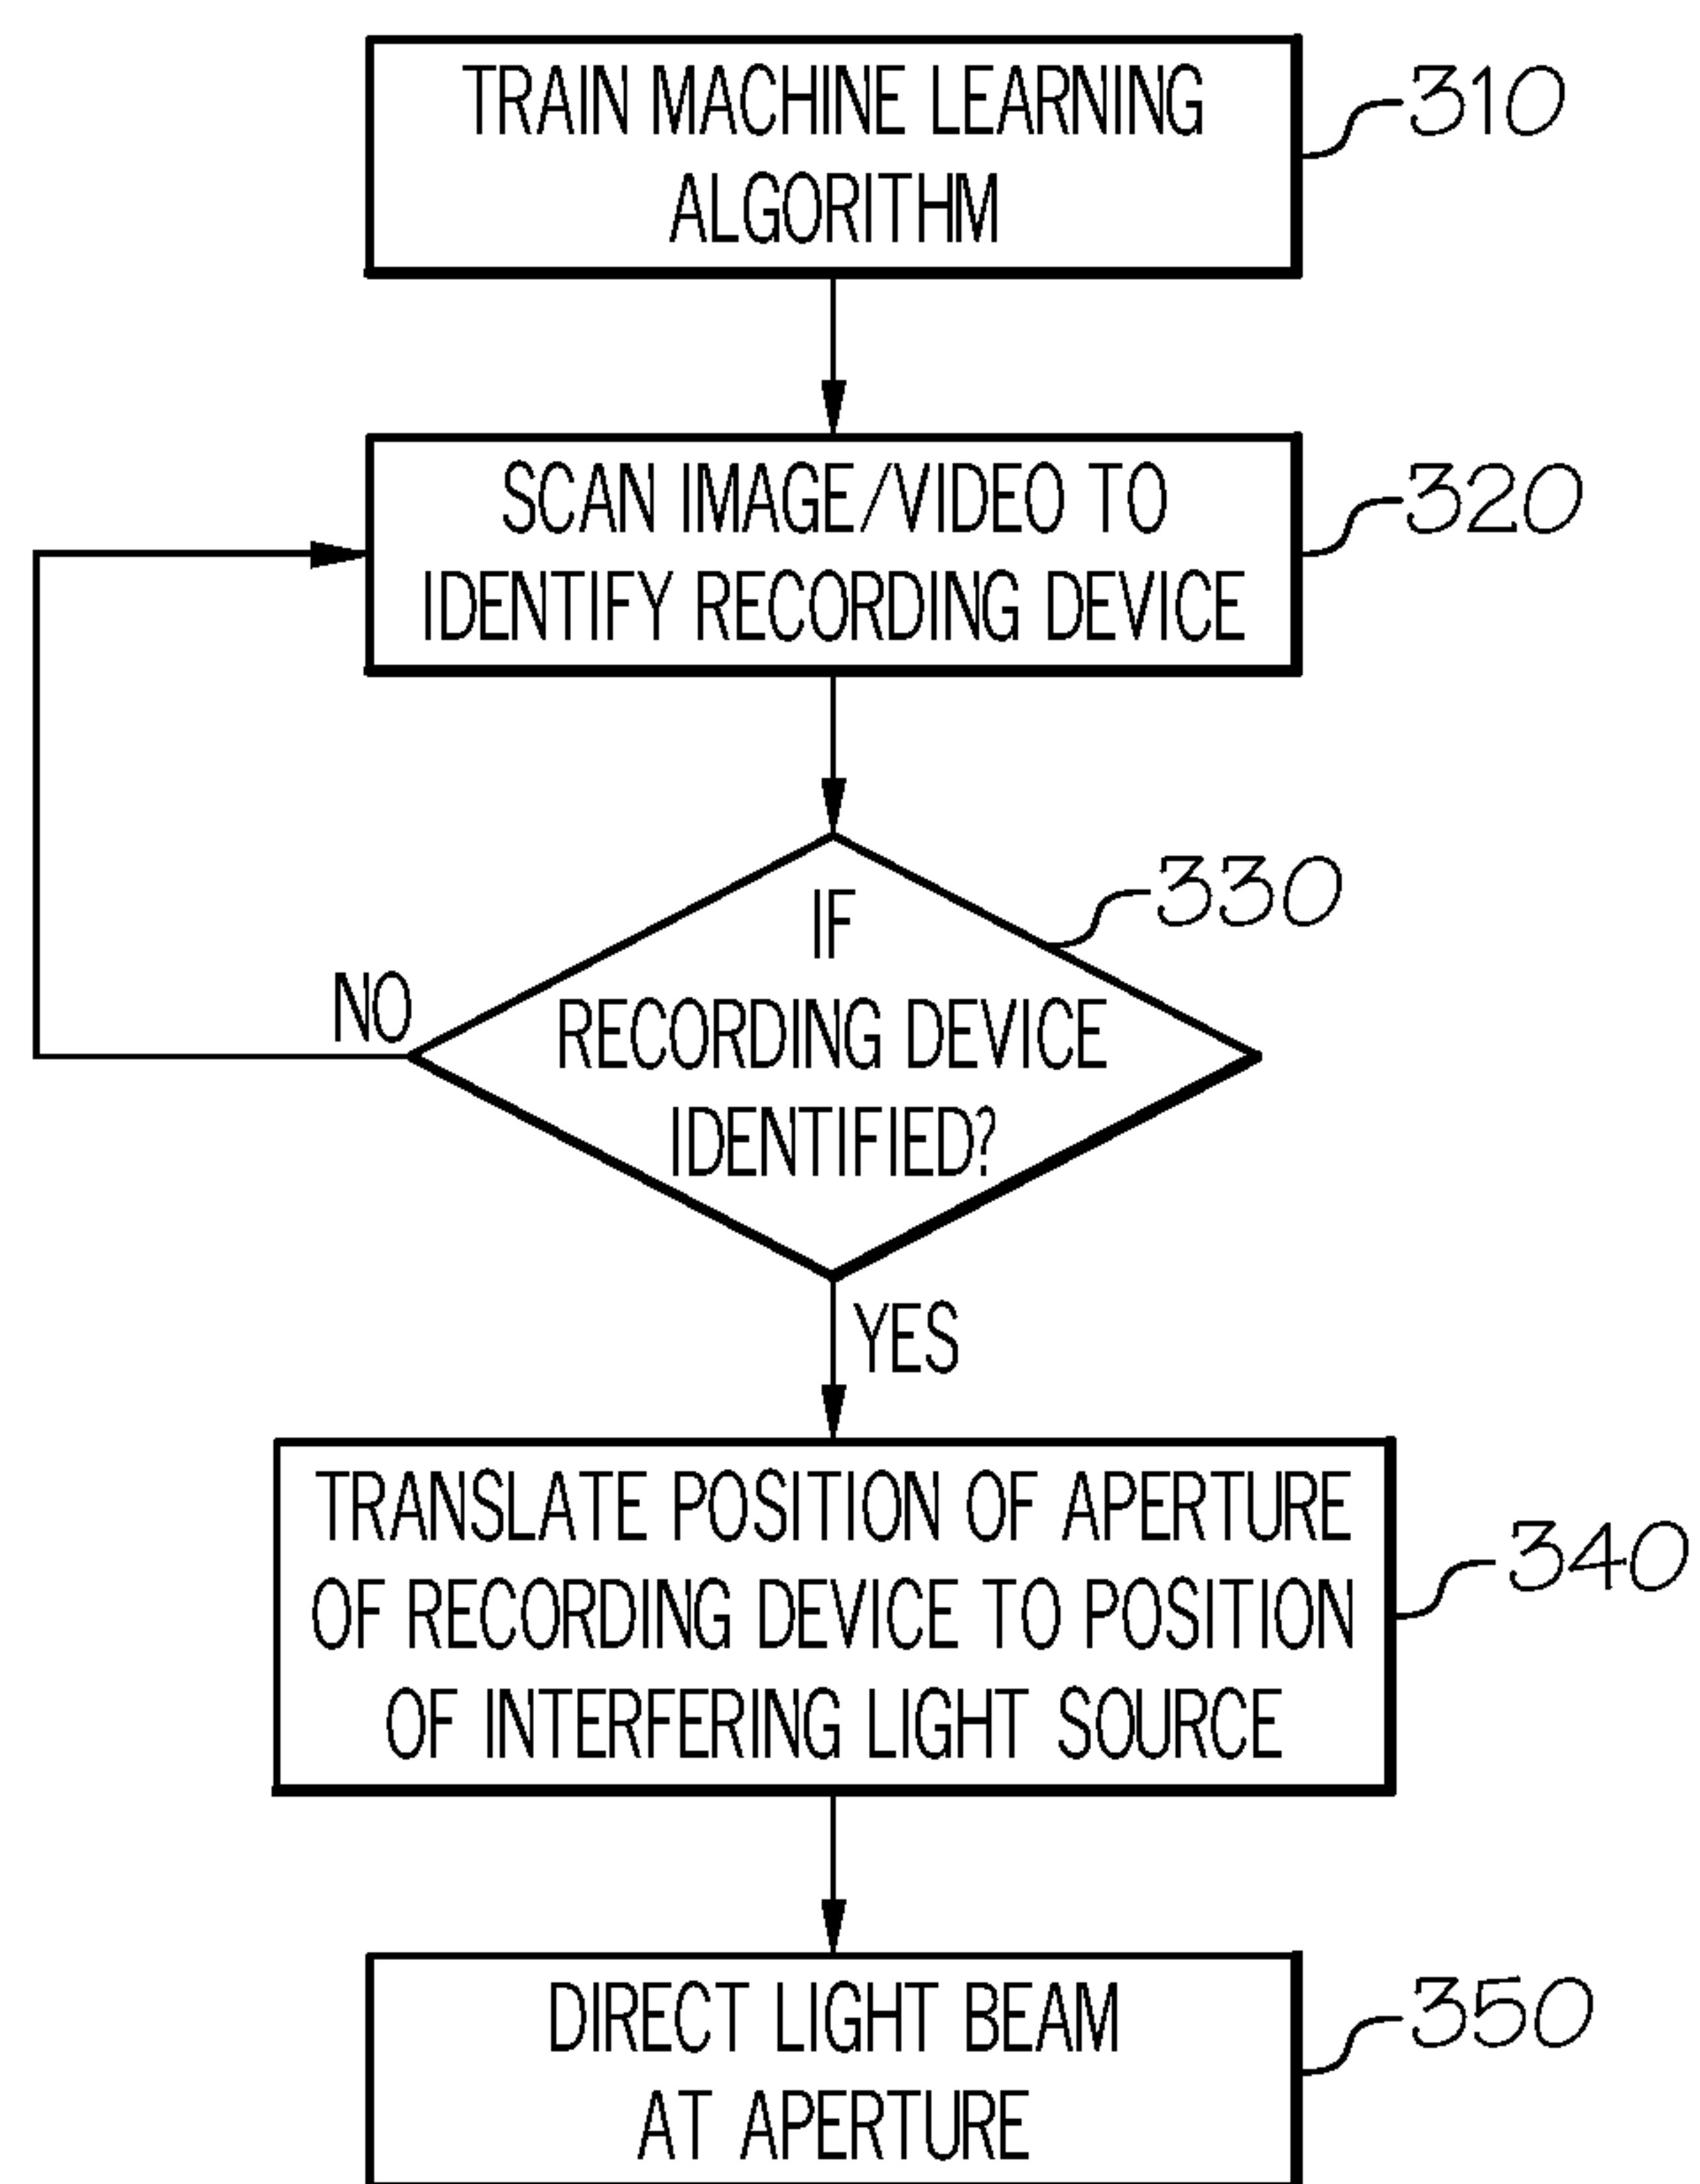 TRAIN MACHINE LEARNING
ALGORITHM
310
SCAN IMAGE/VIDEO TO
IDENTIFY RECORDING DEVICE
320
IF
RECORDING DEVICE
IDENTIFIED?
330
NO
YES
TRANSLATE POSITION OF APERTURE
OF RECORDING DEVICE TO POSITION
OF INTERFERING LIGHT SOURCE
340
DIRECT LIGHT BEAM
AT APERTURE
350